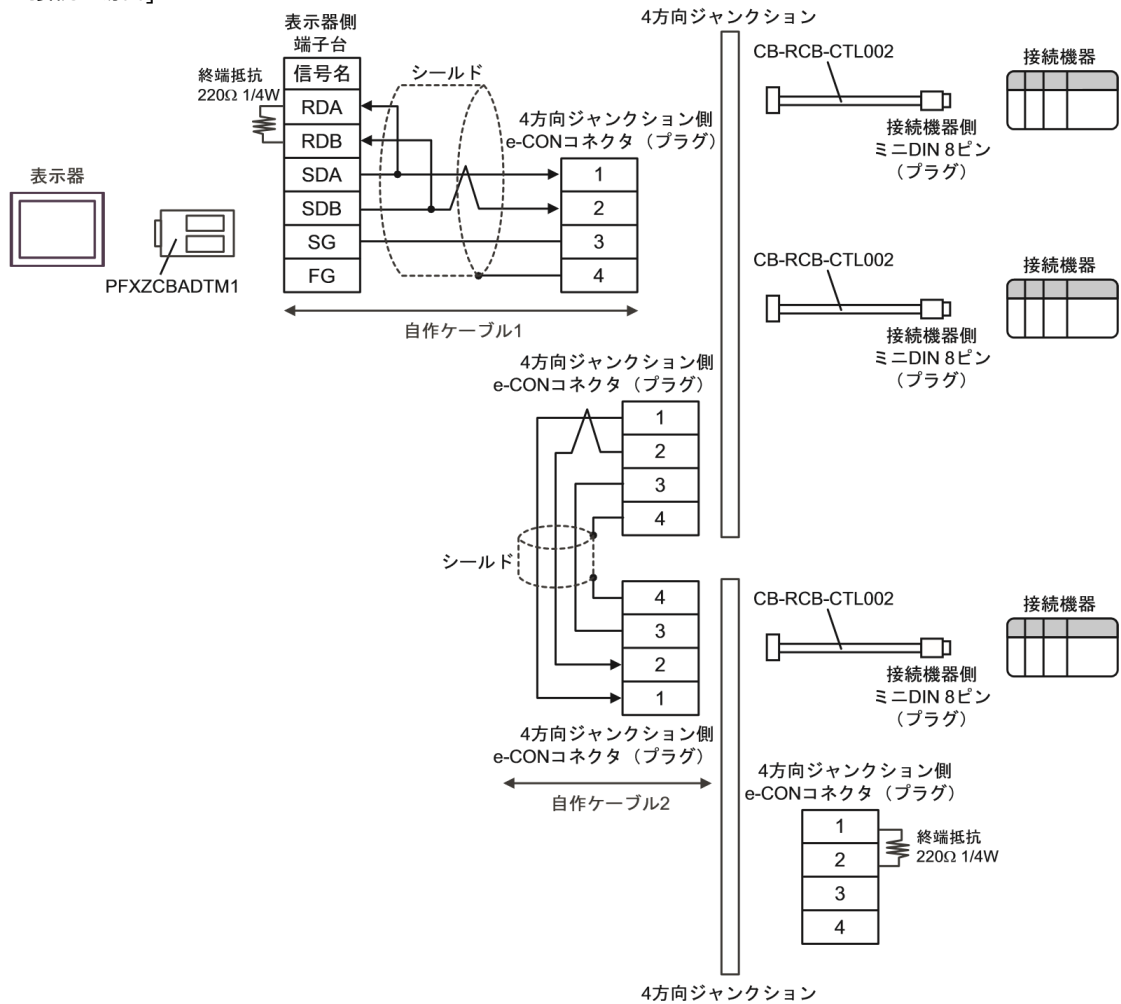 4方向ジャンクション
表示器側
端子台
信号名
RDA
RDB
SDA
SDB
SG
FG
終端抵抗
220Ω 1/4W
シールド
4方向ジャンクション側
e-CONコネクタ（プラグ）
1
2
3
4
表示器
PFXZCBADTM1
自作ケーブル1
CB-RCB-CTL002
接続機器側
ミニDIN 8ピン
（プラグ）
接続機器
CB-RCB-CTL002
接続機器側
ミニDIN 8ピン
（プラグ）
接続機器
4方向ジャンクション側
e-CONコネクタ（プラグ）
1
2
3
4
シールド
4
3
2
1
4方向ジャンクション側
e-CONコネクタ（プラグ）
自作ケーブル2
CB-RCB-CTL002
接続機器側
ミニDIN 8ピン
（プラグ）
接続機器
4方向ジャンクション側
e-CONコネクタ（プラグ）
1
2
3
4
終端抵抗
220Ω 1/4W
4方向ジャンクション